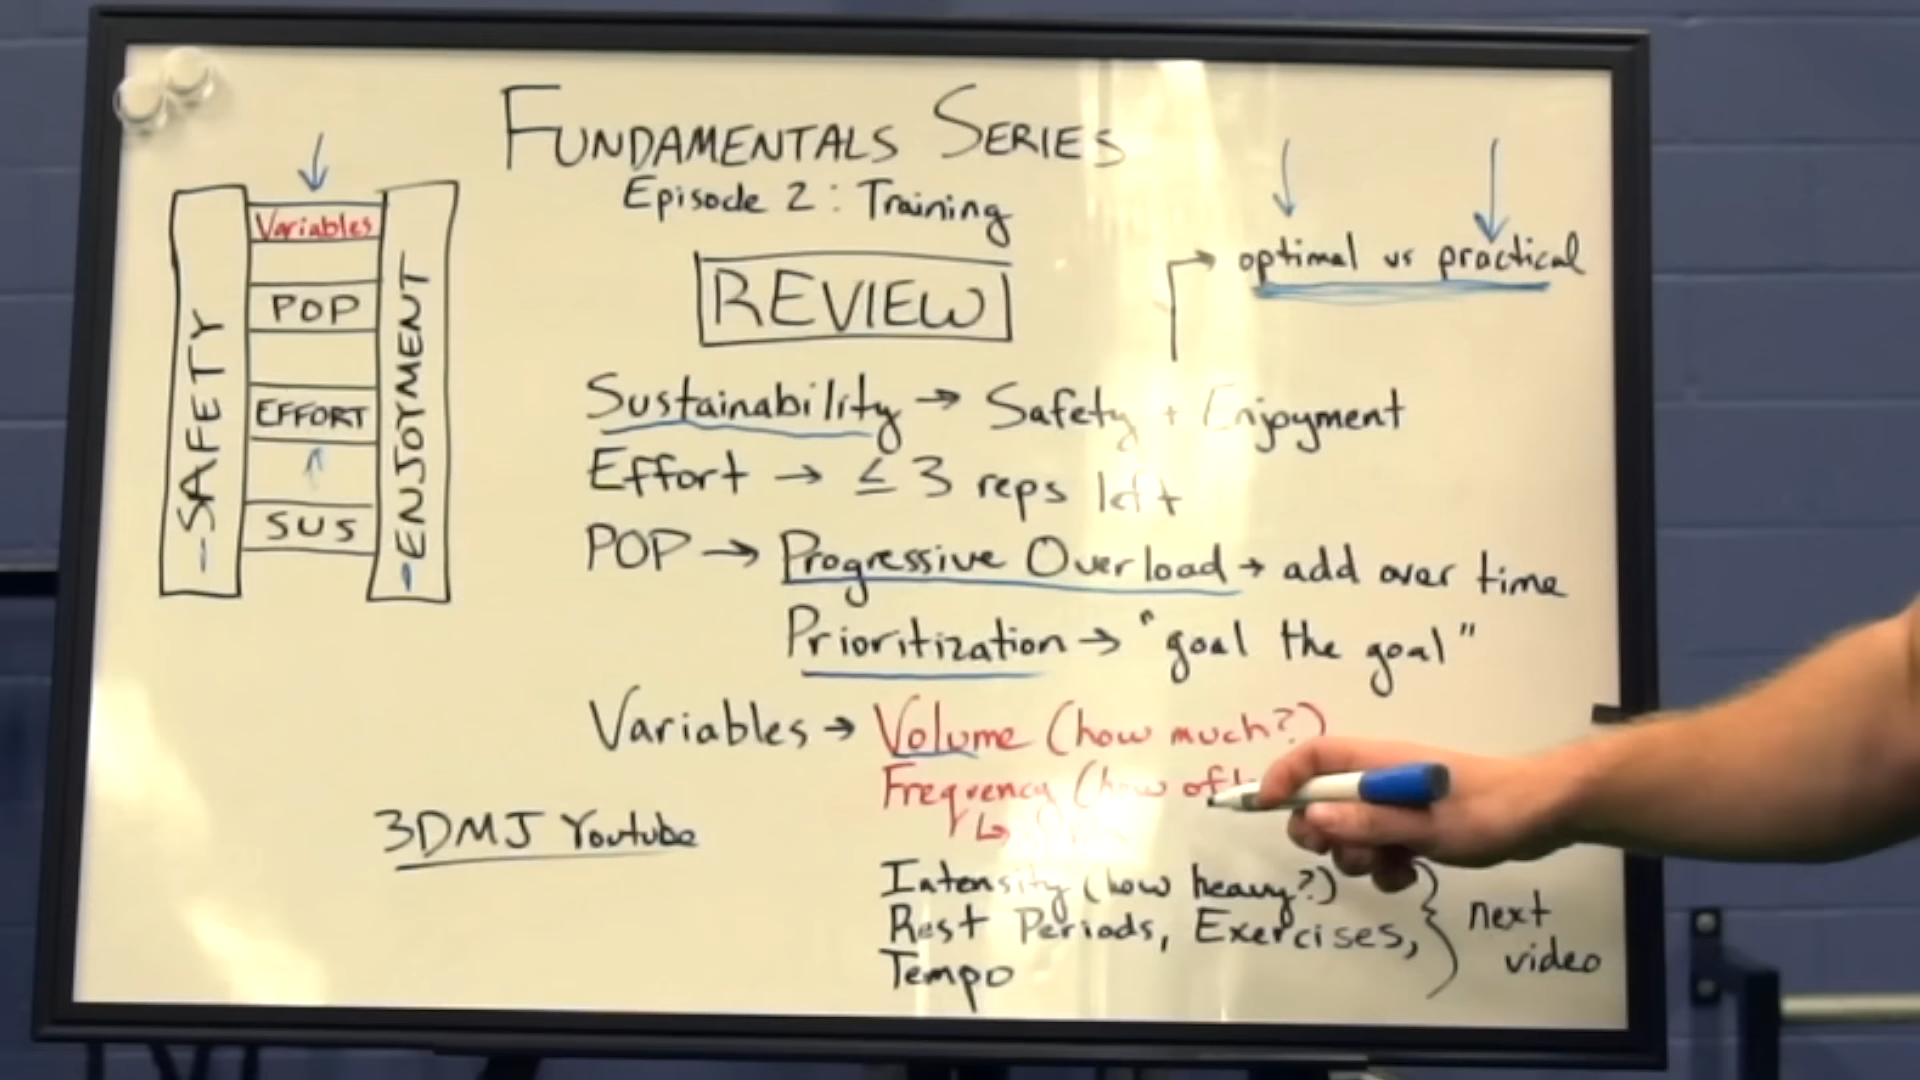 FUNDAMENTALS SERIES
Episode 2: Training
REVIEW
optimal vs practical
SAFETY
Variables
POP
EFFORT
SUS
ENJOYMENT
Sustainability → Safety + Enjoyment
Effort → ≤ 3 reps left
POP → Progressive Overload → add over time
Prioritization → "goal the goal"
Variables → Volume (how much?)
Frequency (how
Intensity (how heavy?)
Rest Periods, Exercises,
Tempo
next
video
3DMJ Youtube